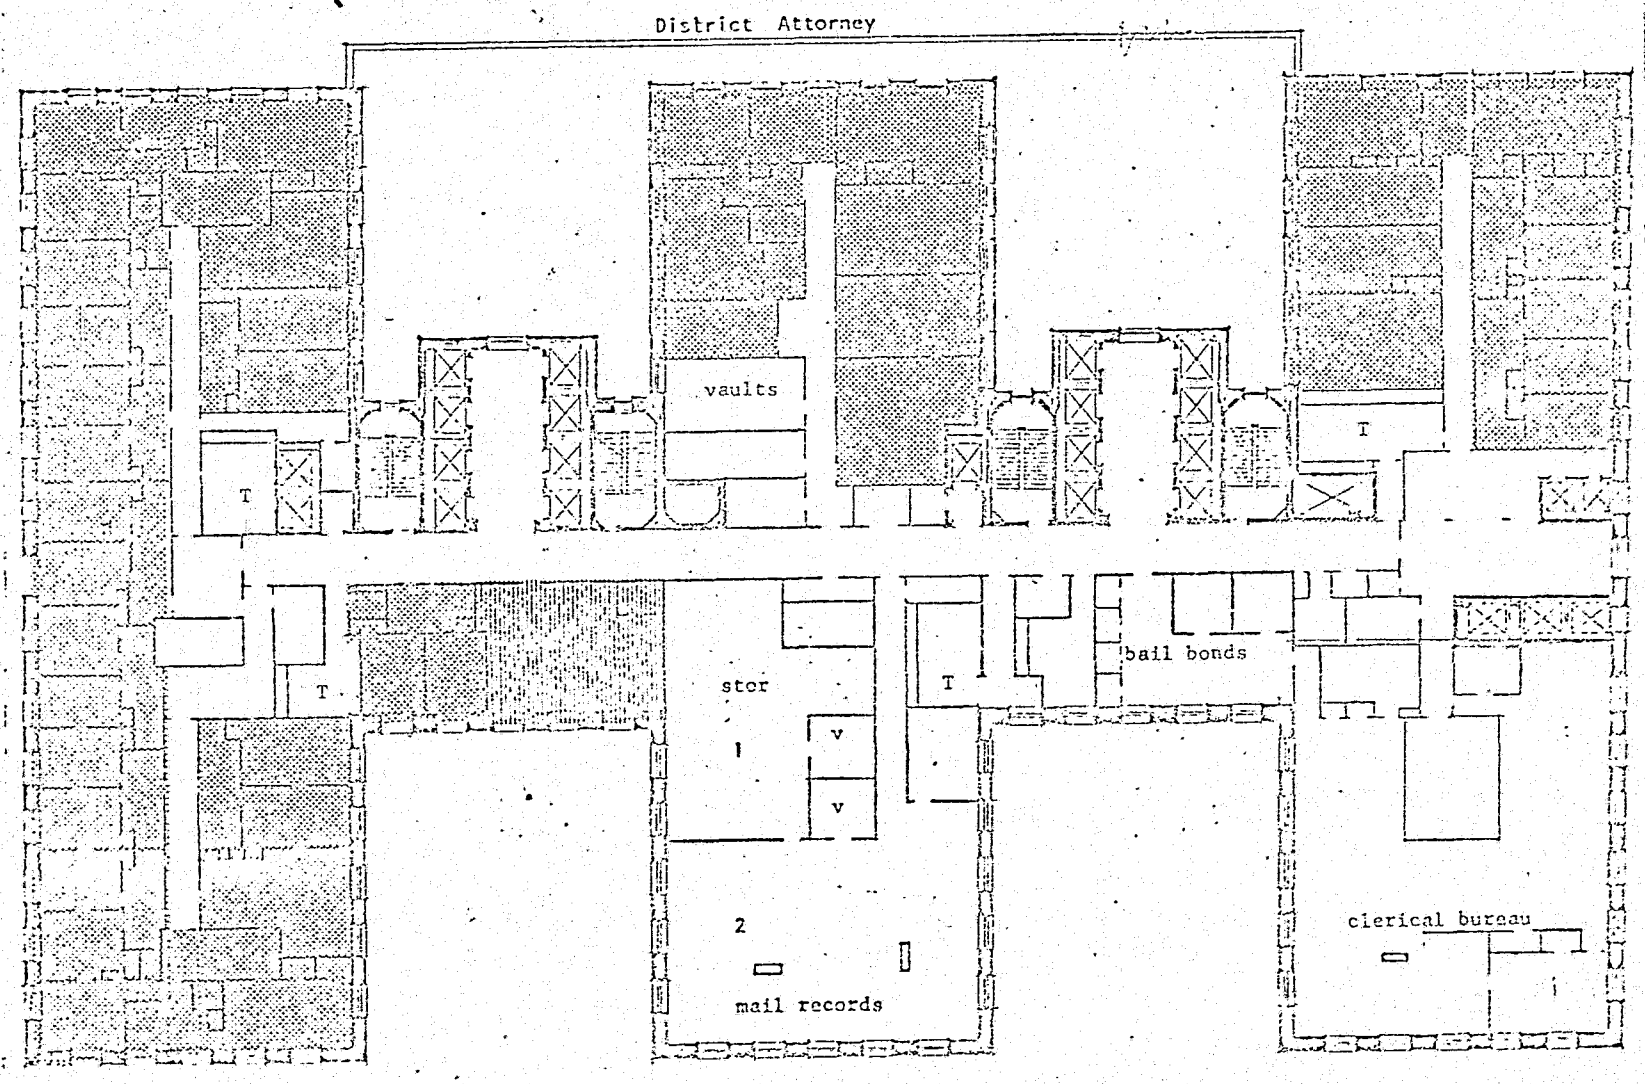 District Attorney
vaults
T
T
bail bonds
stor
T
T
1
v
v
clerical bureau
2
mail records